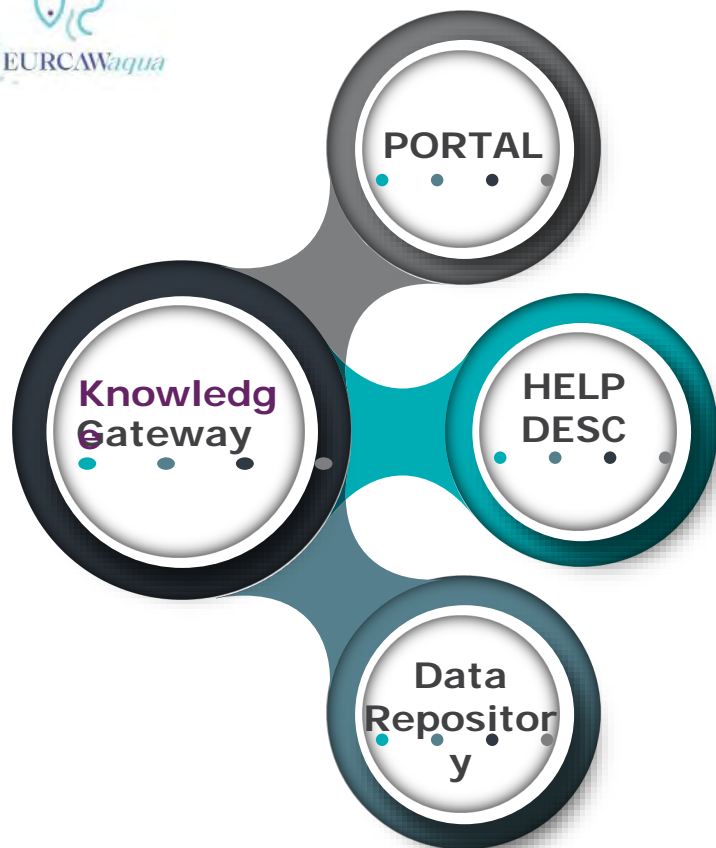 EURCAWaqua
PORTAL
Knowledg
e
Gateway
HELP
DESC
Data
Repositor
y